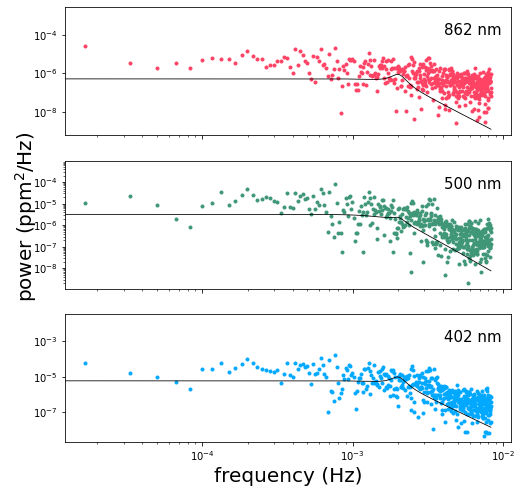 862 nm
10⁻⁴
10⁻⁶
10⁻⁸
500 nm
10⁻⁴
10⁻⁵
10⁻⁶
10⁻⁷
10⁻⁸
power (ppm²/Hz)
402 nm
10⁻³
10⁻⁵
10⁻⁷
10⁻⁴
10⁻³
10⁻²
frequency (Hz)